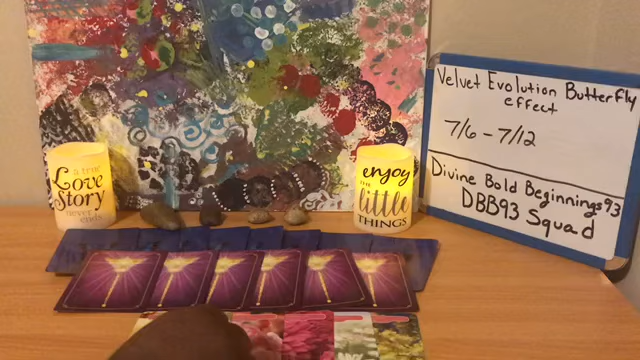 a true
Love
Story
never
ends
enjoy
THE
little
THINGS
Velvet Evolution Butterfly
effect
7/6 - 7/12
Divine Bold Beginnings93
DBB93 Squad